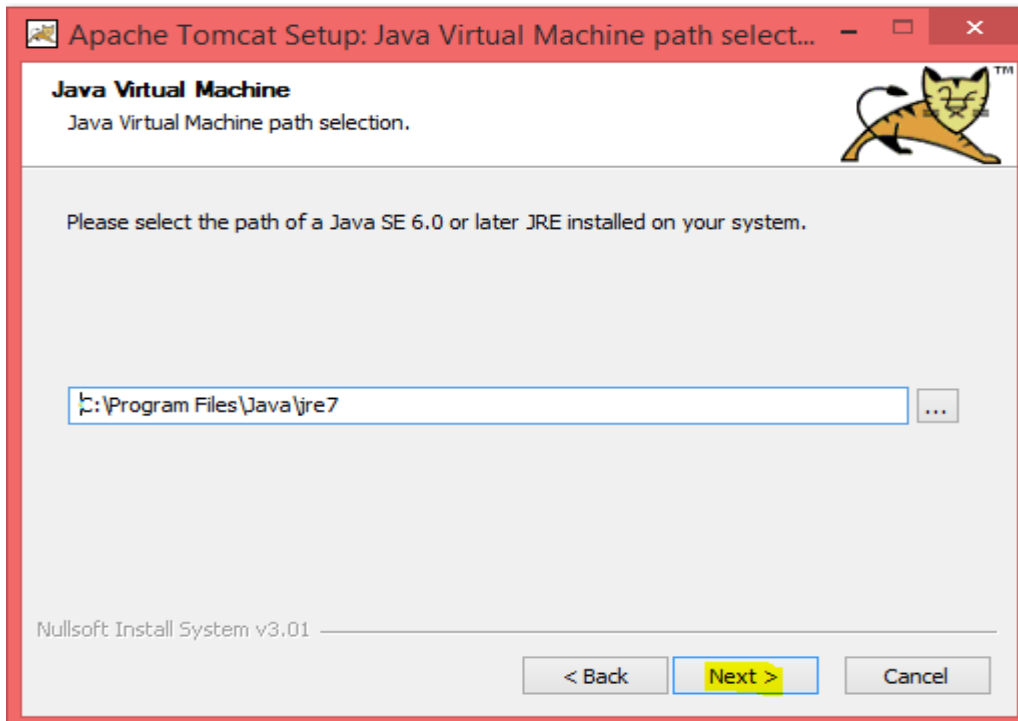 Apache Tomcat Setup: Java Virtual Machine path select...
Java Virtual Machine
Java Virtual Machine path selection.
TM
Please select the path of a Java SE 6.0 or later JRE installed on your system.
C:\Program Files\Java\jre7
...
Nullsoft Install System v3.01
< Back
Next >
Cancel